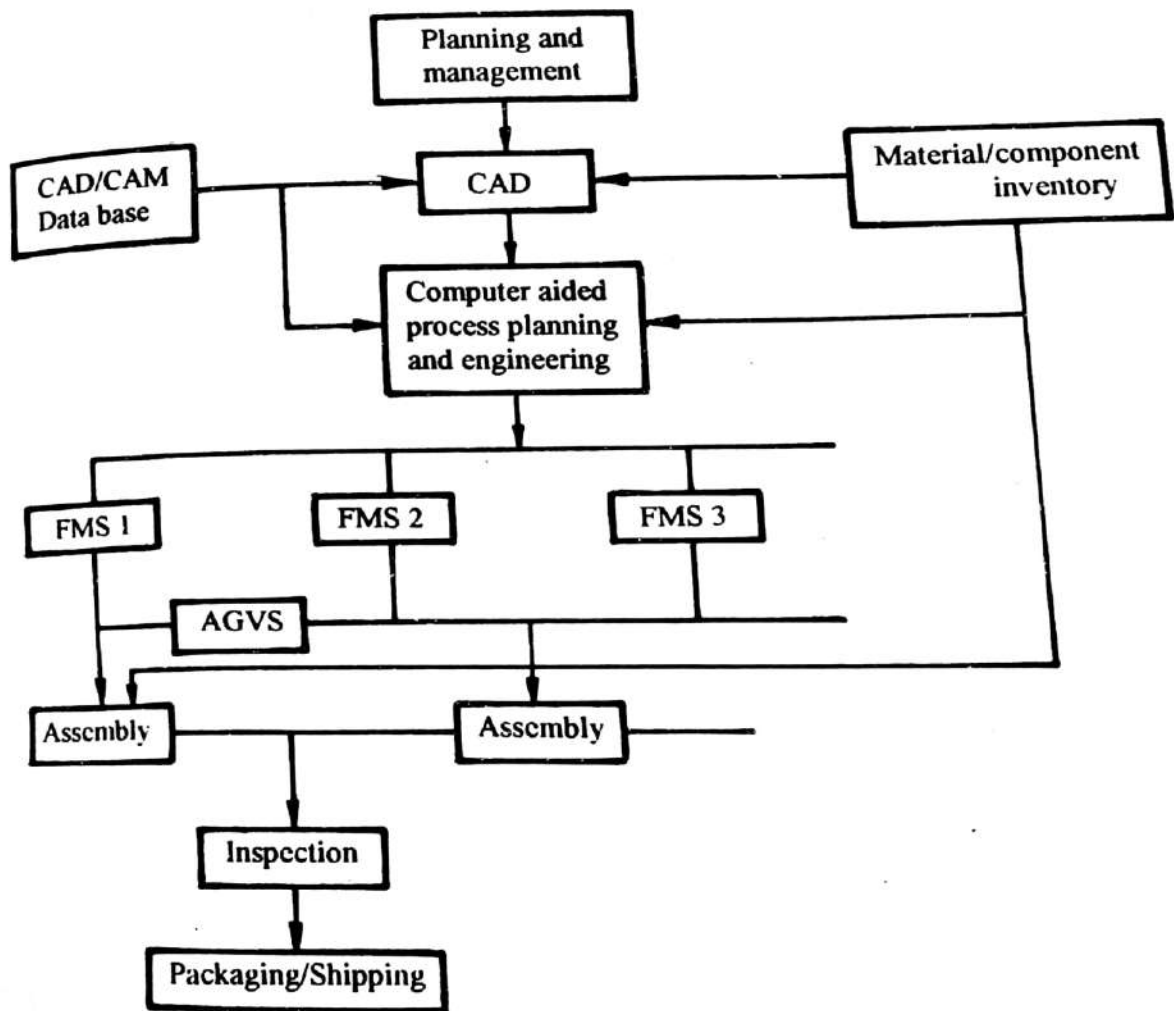 Planning and
management
CAD/CAM
Data base
CAD
Material/component
inventory
Computer aided
process planning
and engineering
FMS 1
FMS 2
FMS 3
AGVS
Assembly
Assembly
Inspection
Packaging/Shipping